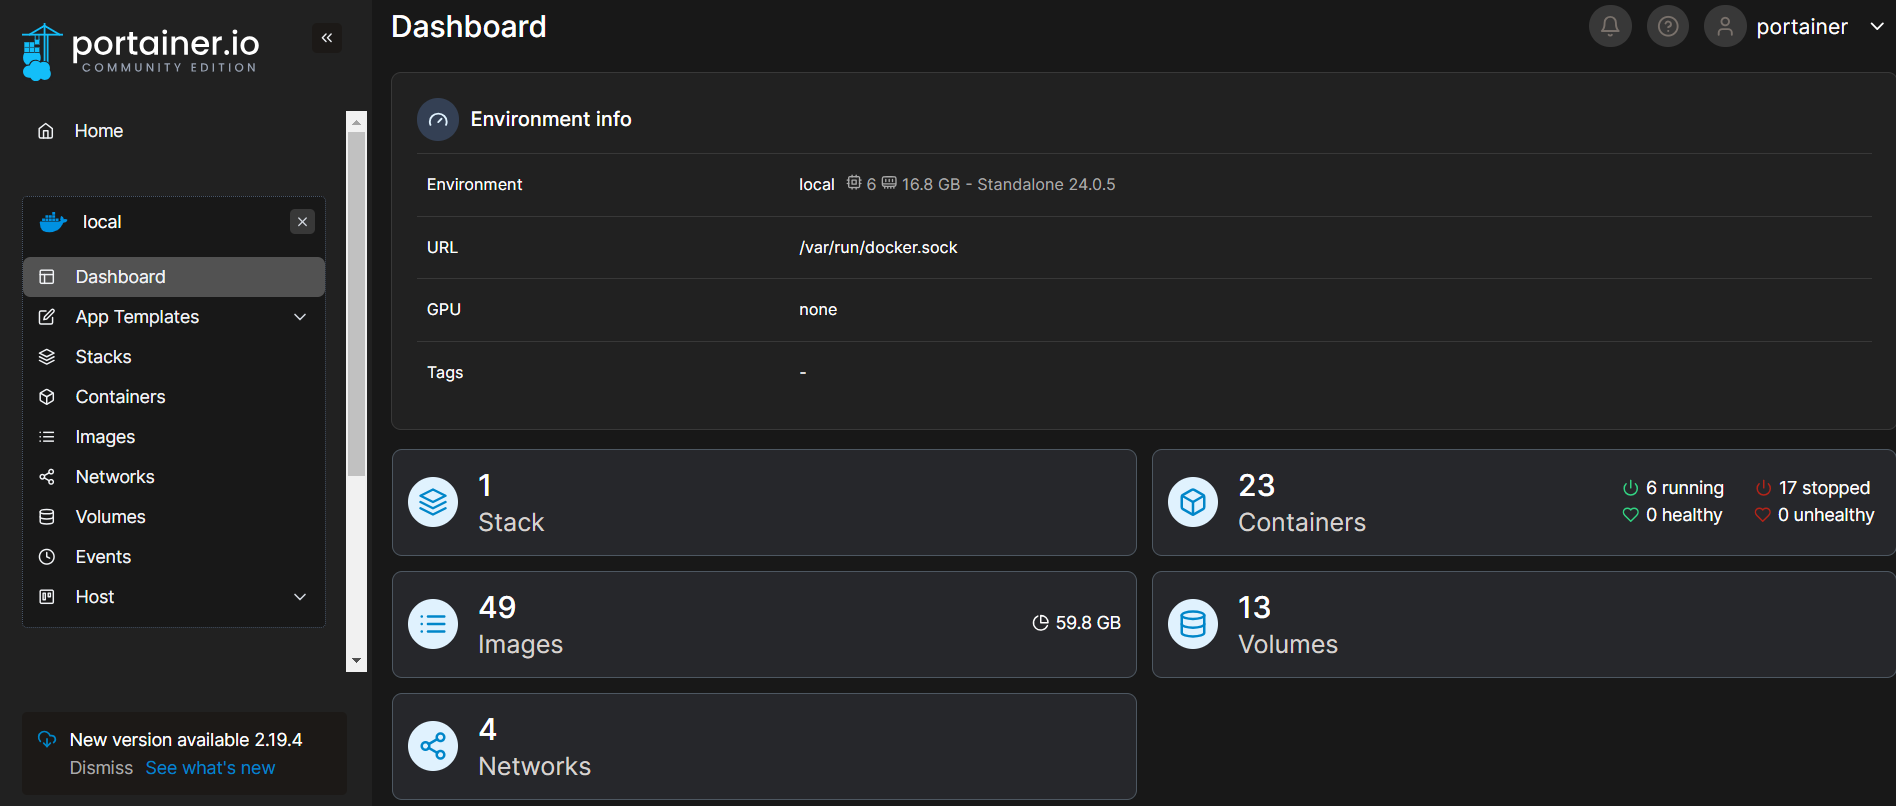 portainer.io
COMMUNITY EDITION
Home
local
Dashboard
App Templates
Stacks
Containers
Images
Networks
Volumes
Events
Host
New version available 2.19.4
Dismiss See what's new
Dashboard
portainer
Environment info
Environment local 6 16.8 GB - Standalone 24.0.5
URL /var/run/docker.sock
GPU none
Tags -
1
Stack
23
Containers
6 running 17 stopped
0 healthy 0 unhealthy
49
Images
59.8 GB
13
Volumes
4
Networks